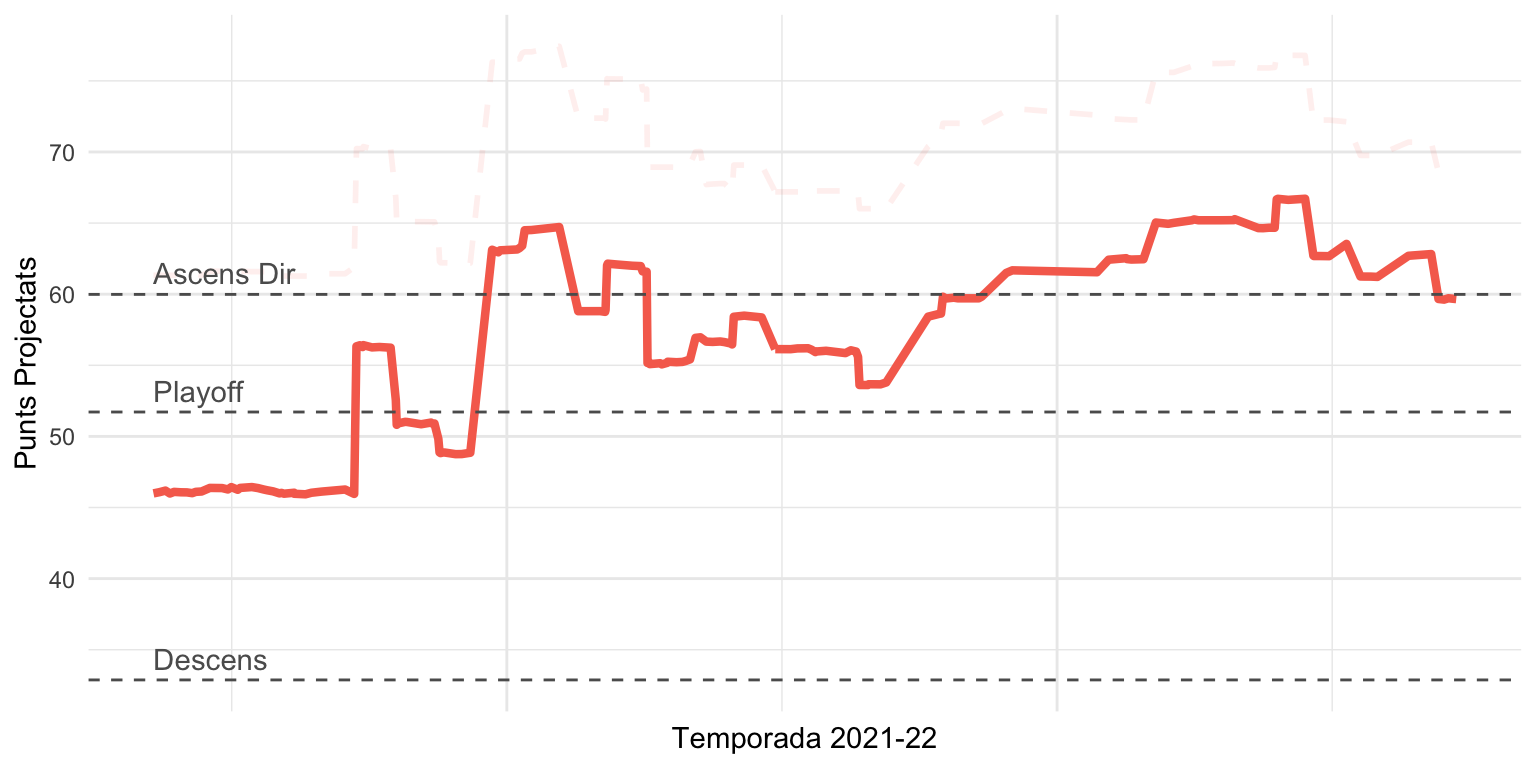 70
60
50
40
Punts Projectats
Ascens Dir
Playoff
Descens
Temporada 2021-22